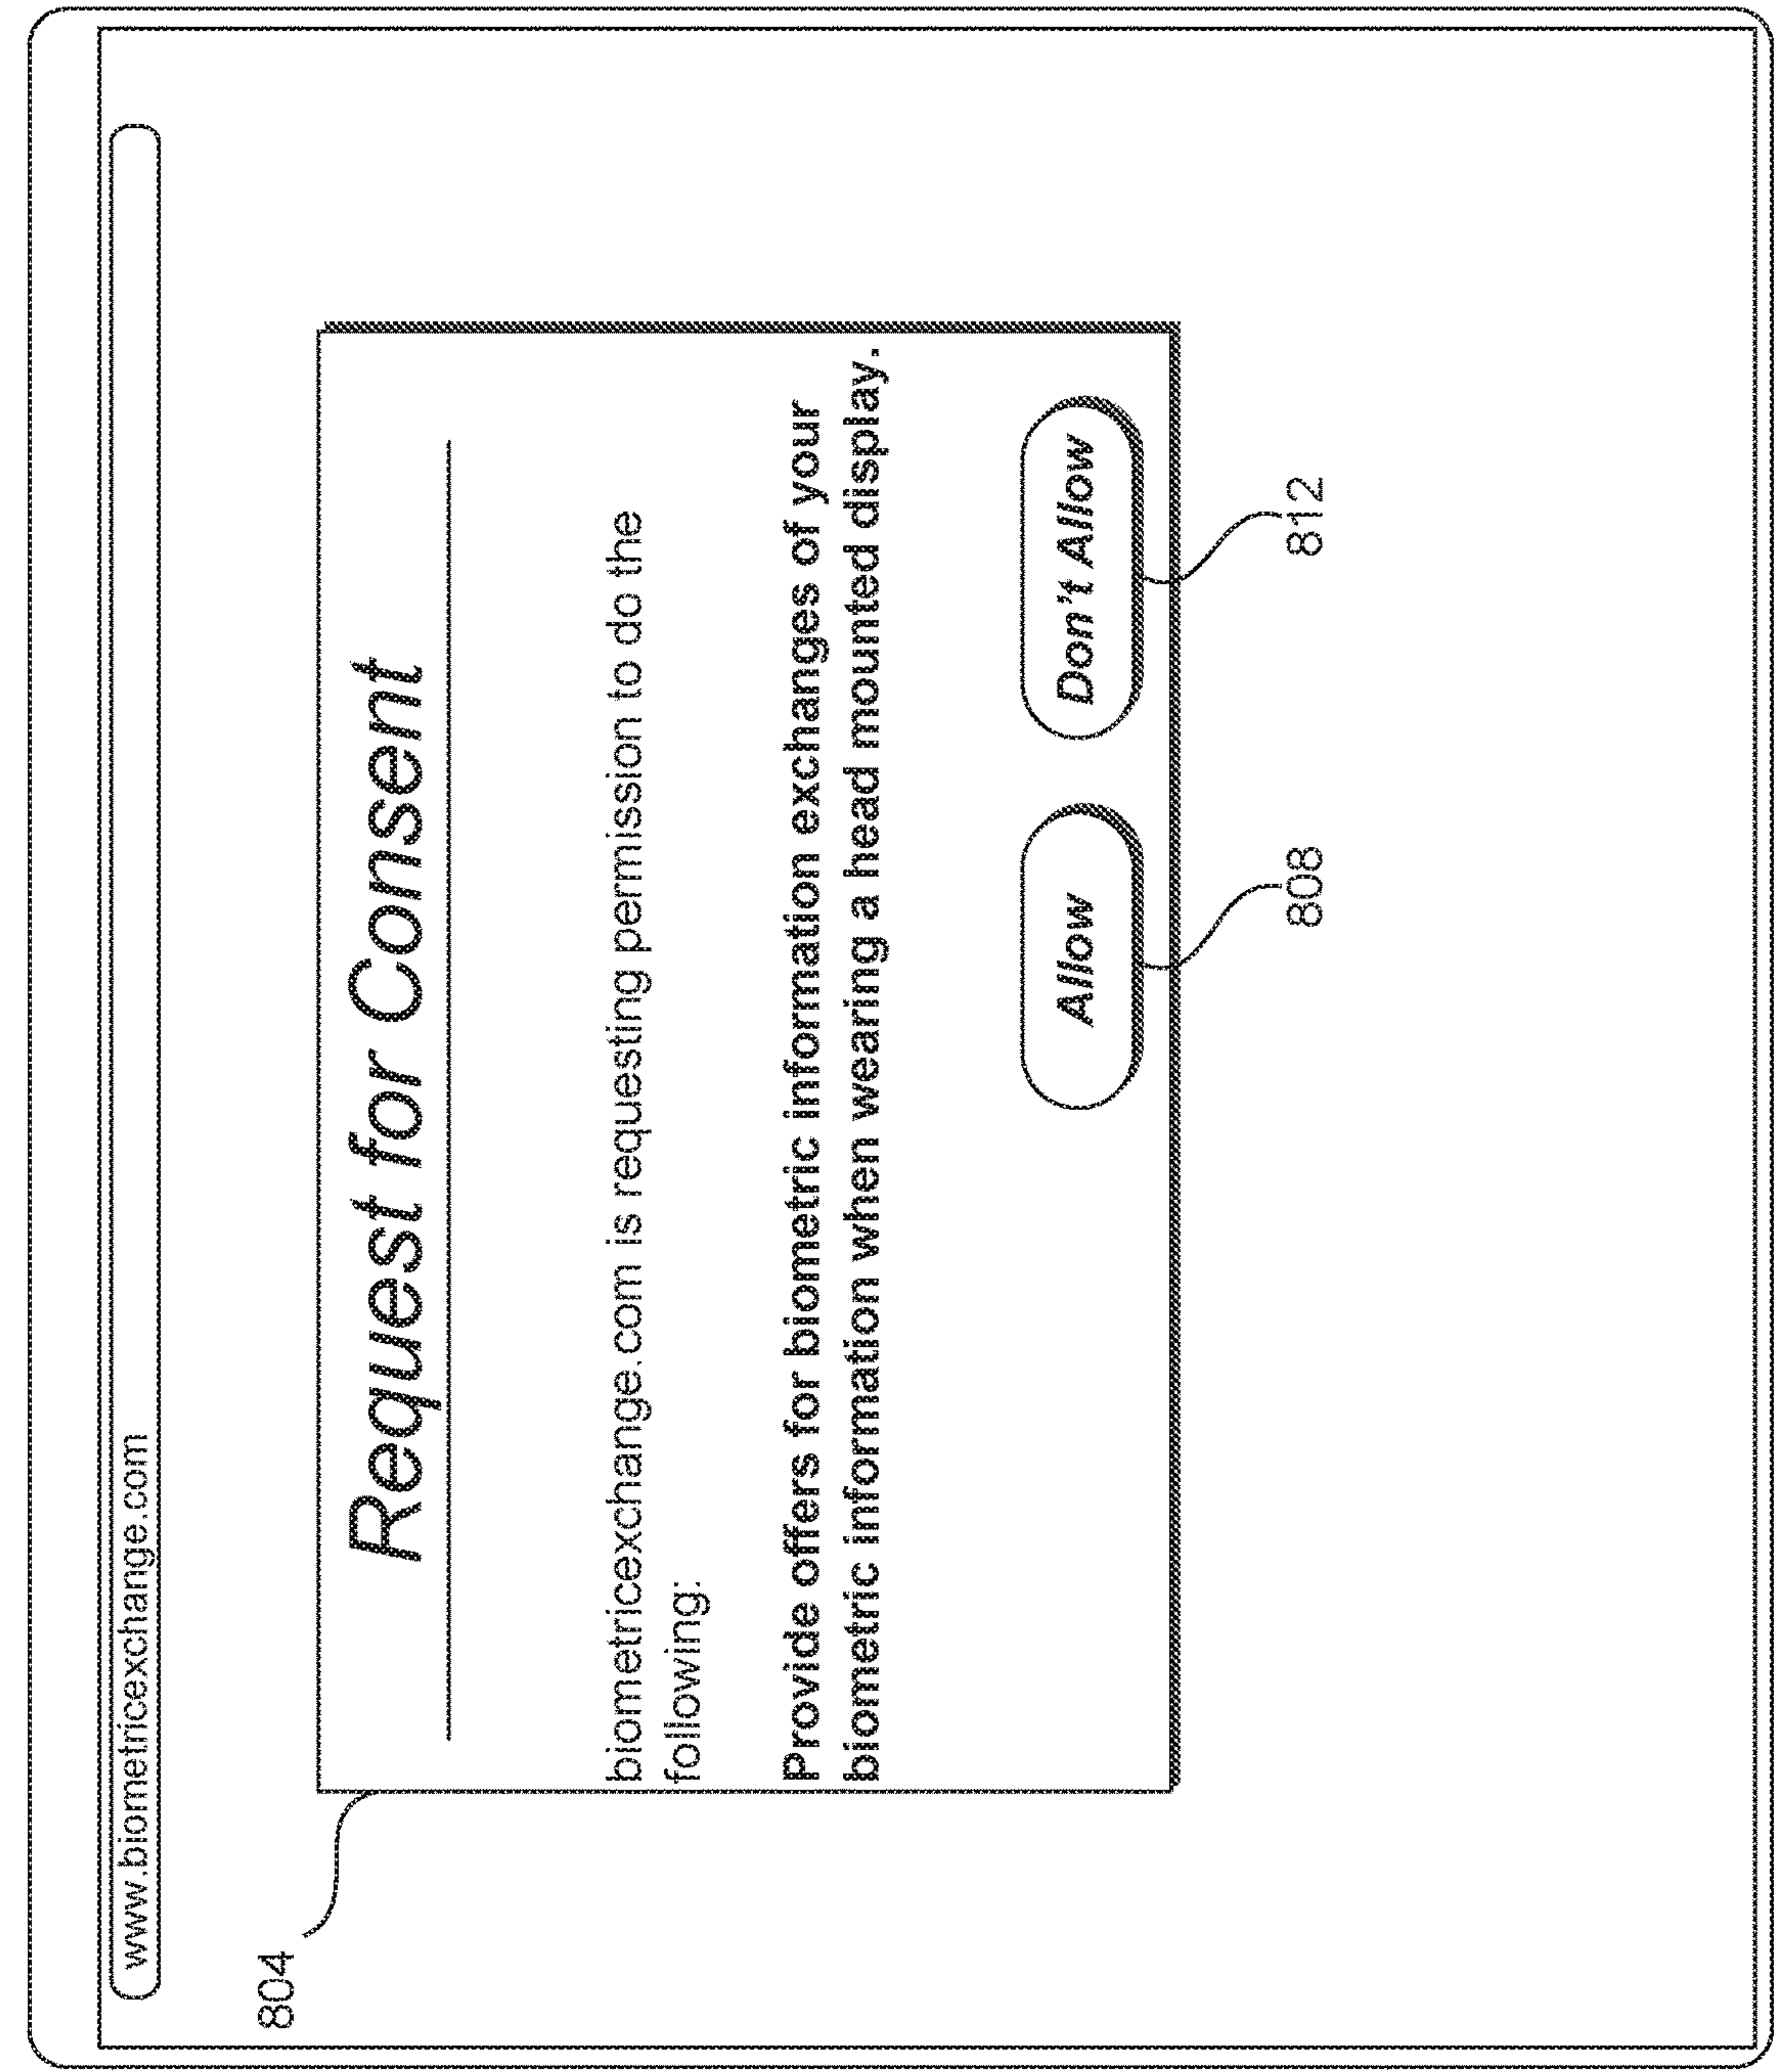 www.biometricexchange.com
804
Request for Consent
biometricexchange.com is requesting permission to do the
following:
Provide offers for biometric information exchanges of your
biometric information when wearing a head mounted display.
Allow
Don't Allow
808
812